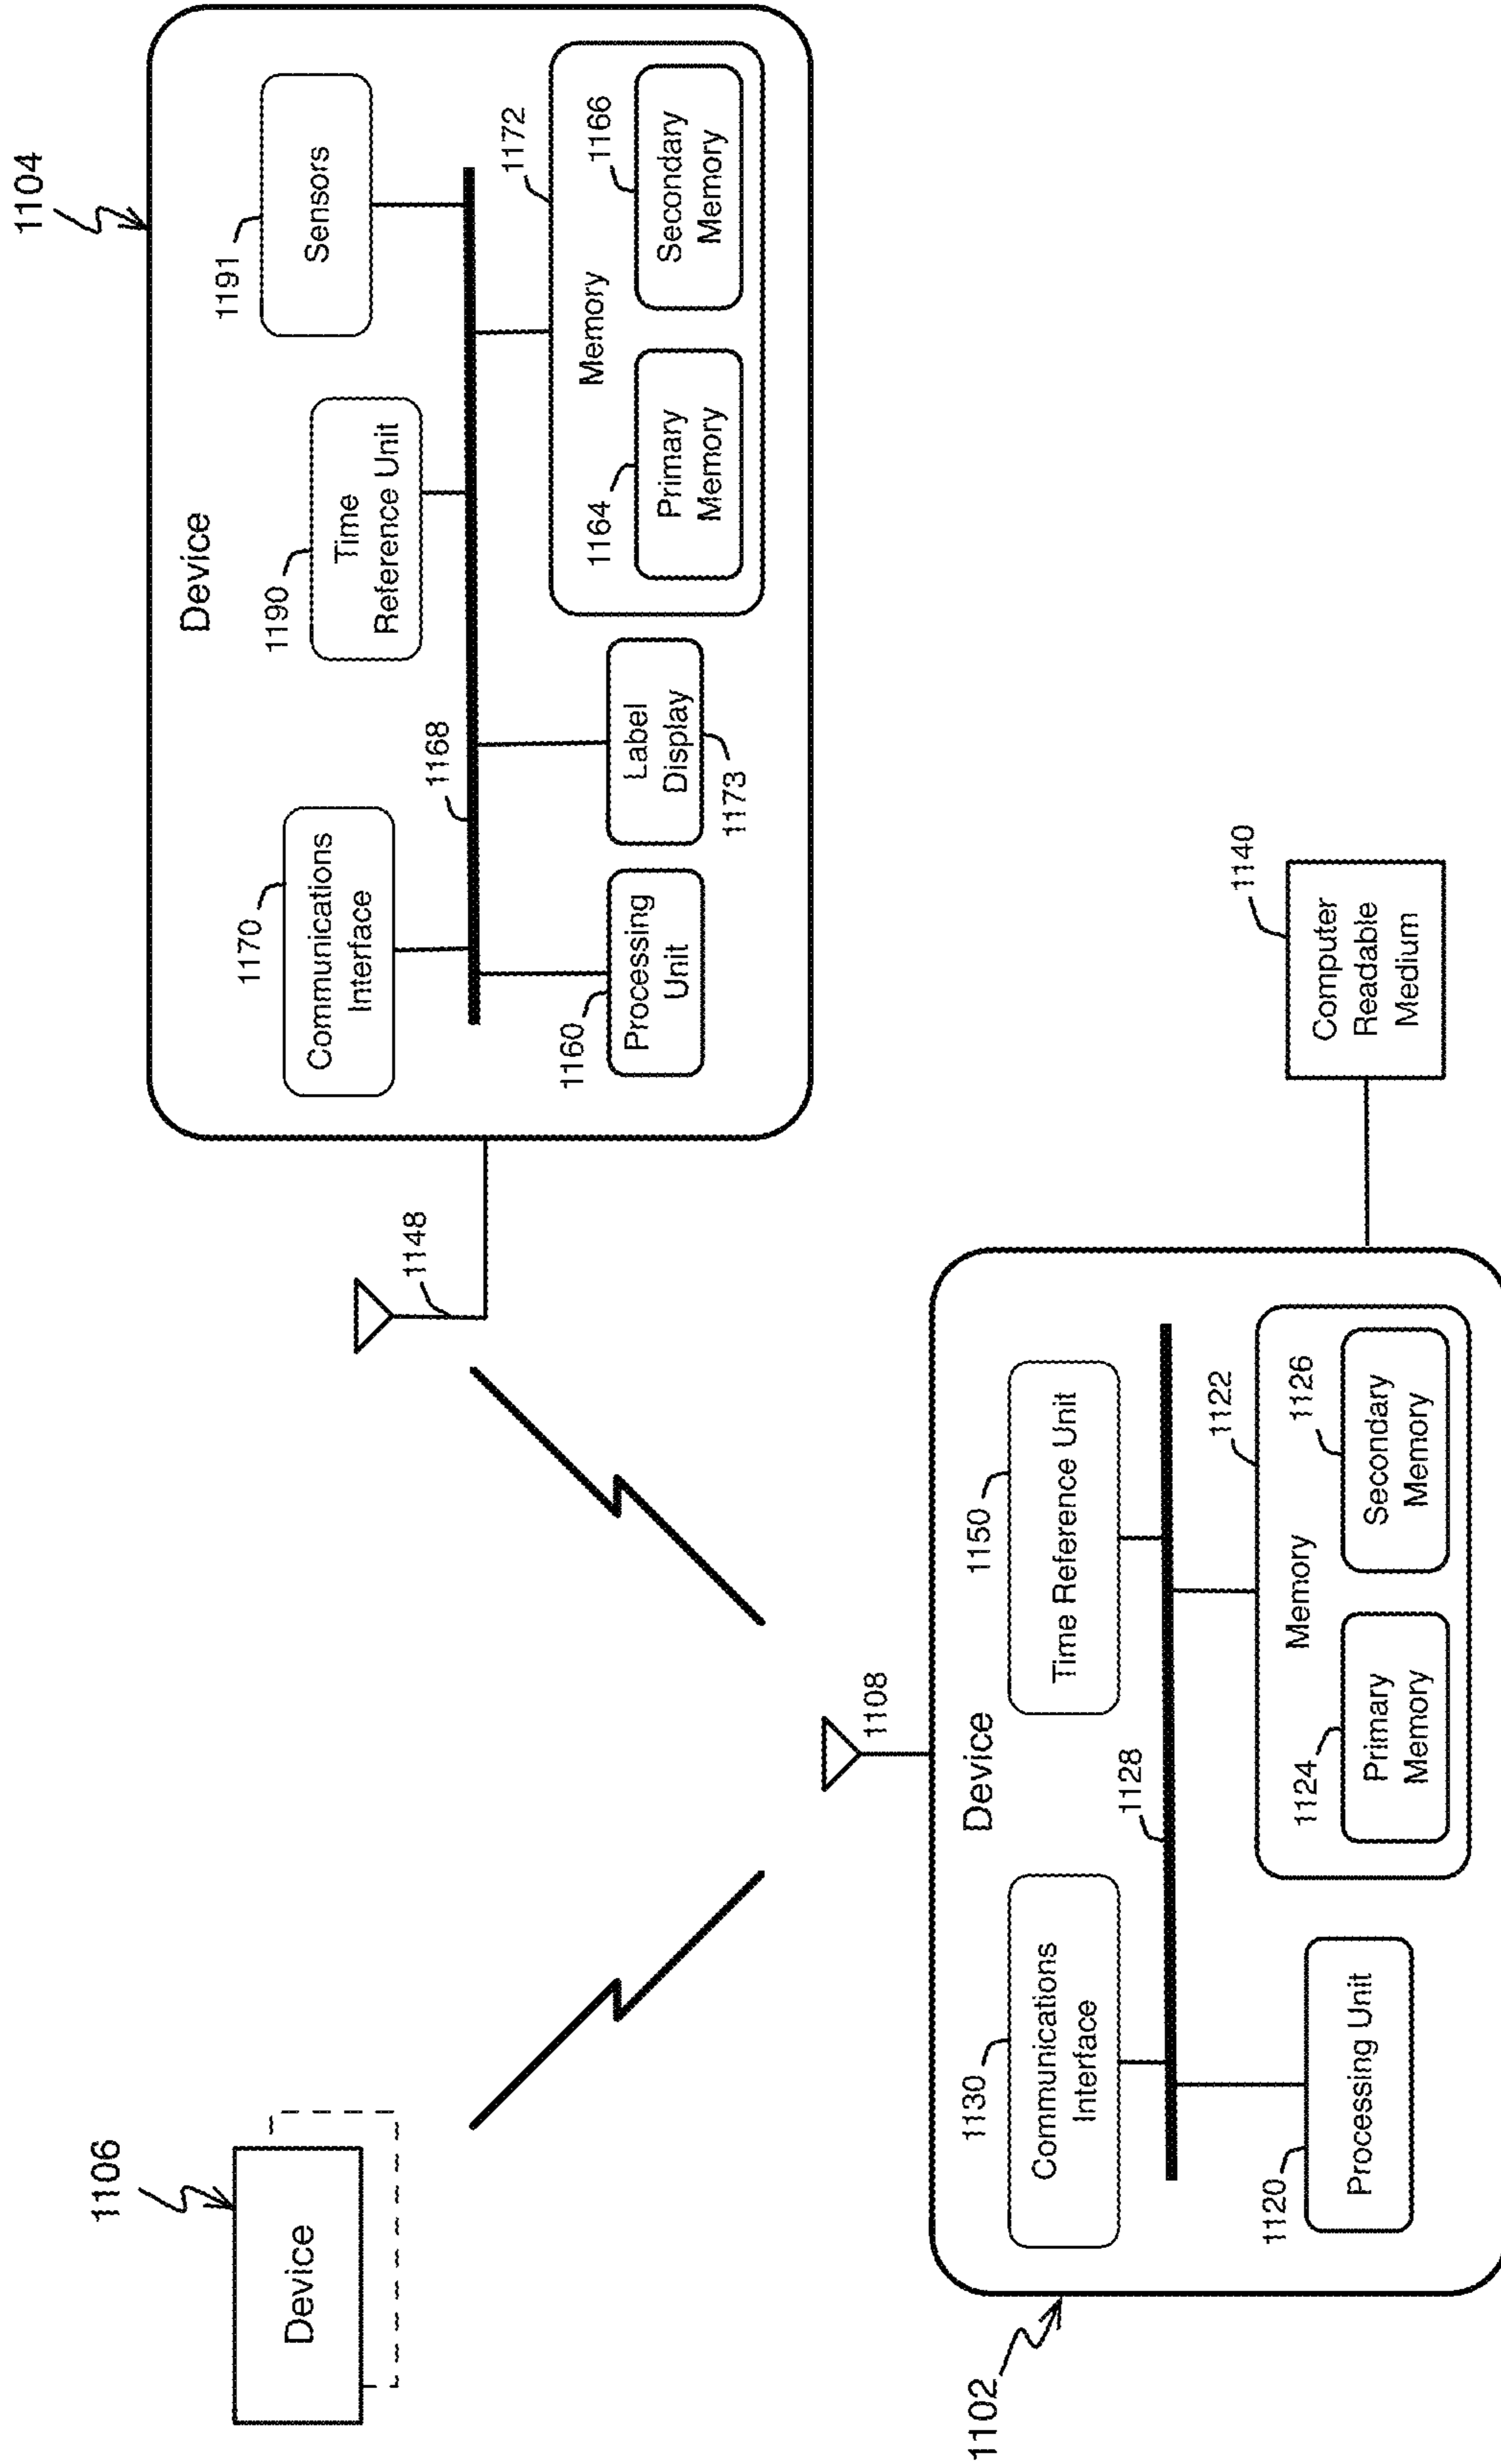 1106
Device
1104
Device
1170
Communications
Interface
1190
Time
Reference Unit
1191
Sensors
1168
1160
Processing
Unit
Label
Display
1173
1172
Memory
1164
Primary
Memory
1166
Secondary
Memory
1148
1108
1102
Device
1130
Communications
Interface
1150
Time Reference Unit
1128
1120
Processing Unit
1122
Memory
1124
Primary
Memory
1126
Secondary
Memory
1140
Computer
Readable
Medium